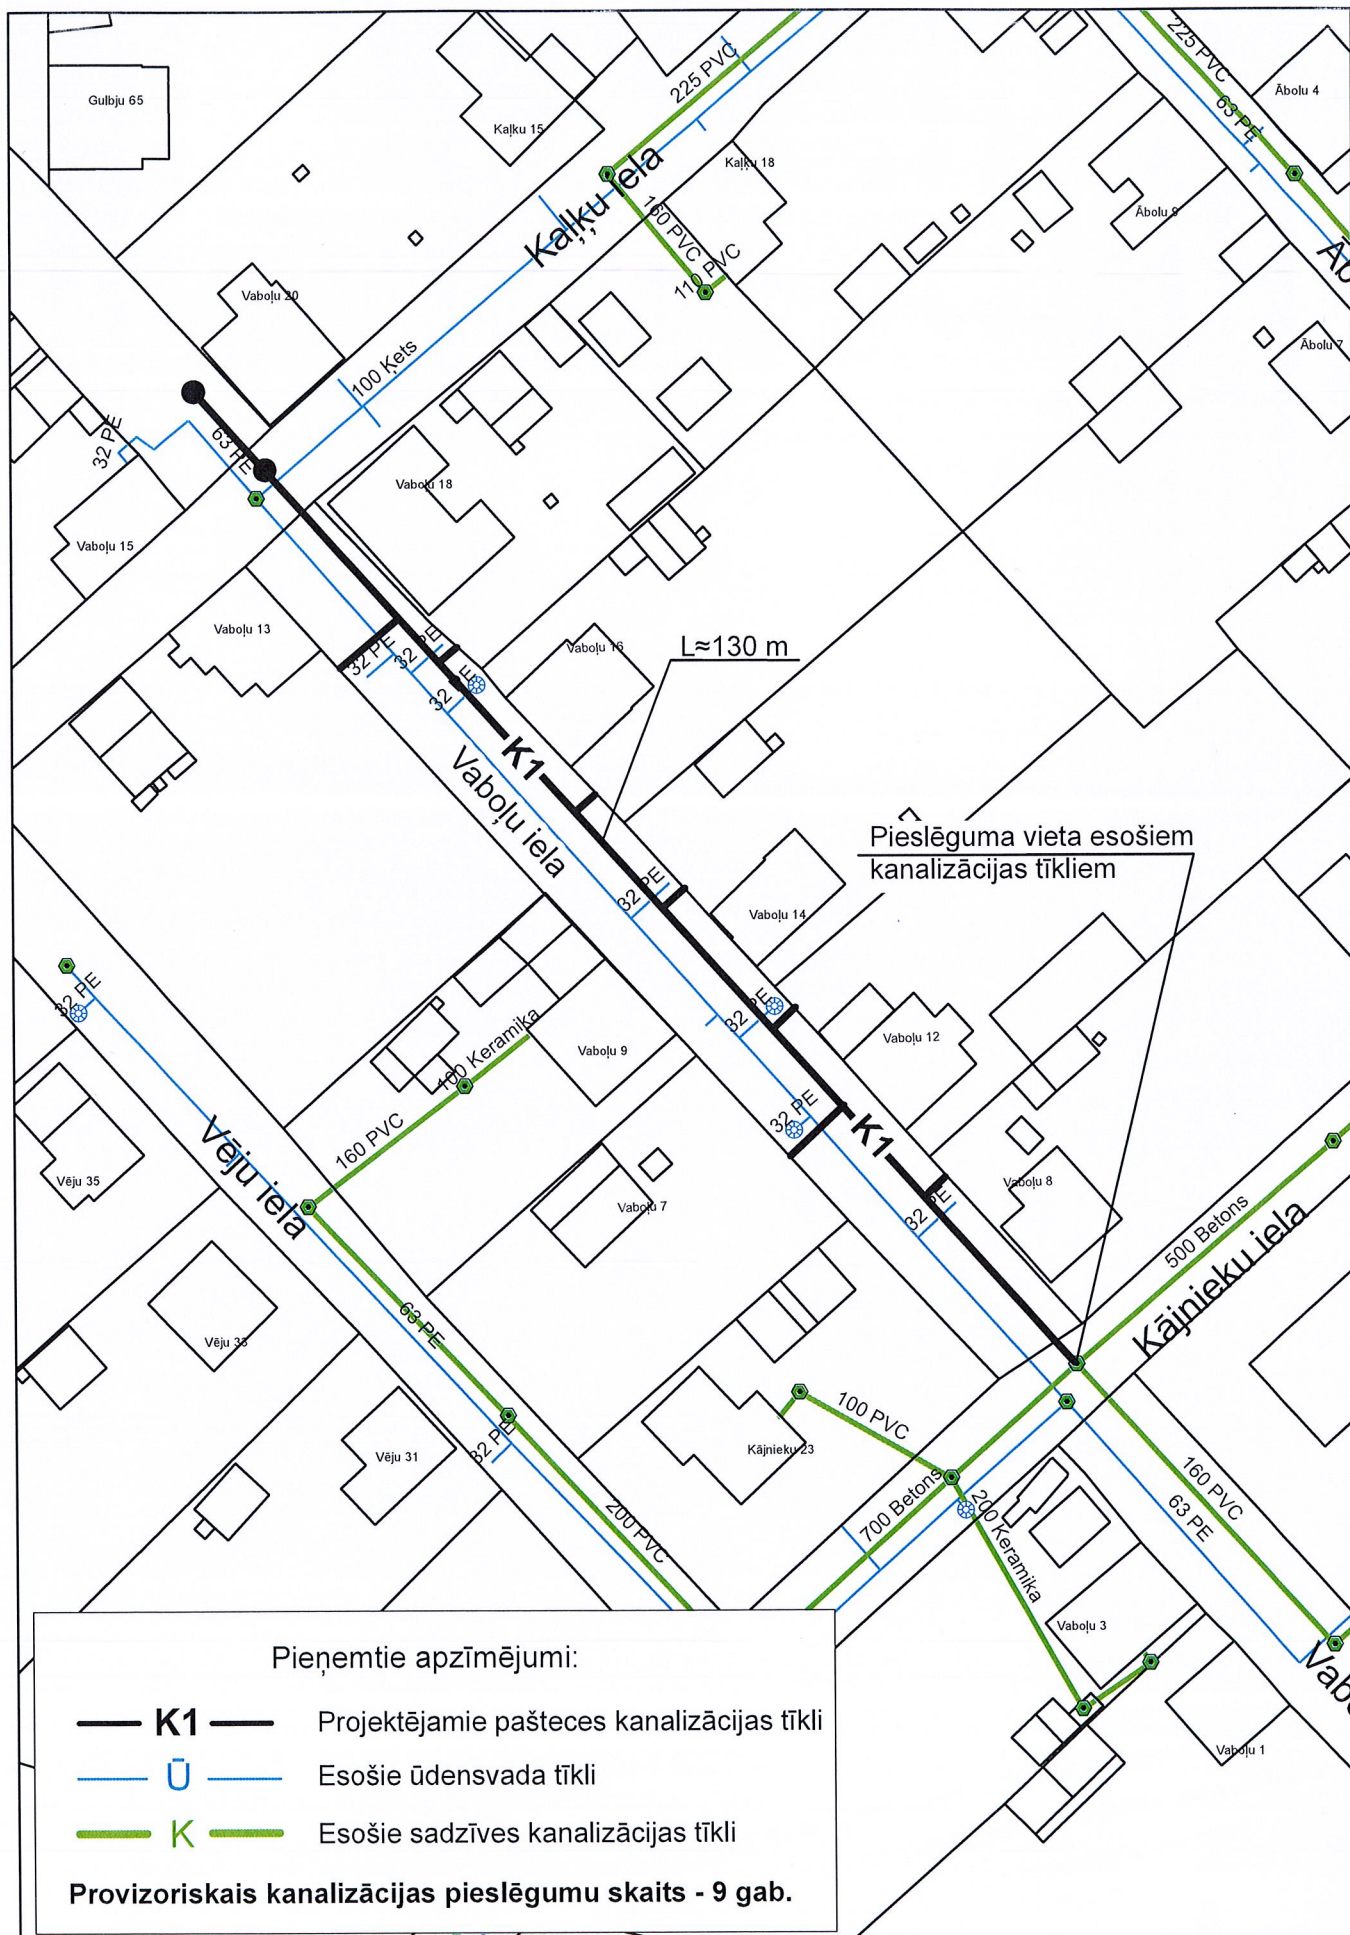 225 PVC
225 PVC
Gulbju 65
Kaļķu 15
Ābolu 4
63 PE
Kaļķu 18
Kaļķu iela
160 PVC
110 PVC
Ābolu 9
Vaboļu 20
Ābolu 7
100 Ķets
32 PE
63 PE
Vaboļu 18
Vaboļu 15
Vaboļu 13
Vaboļu 16
L≈130 m
32 PE
32 PE
32
K1
Vaboļu iela
Pieslēguma vieta esošiem
kanalizācijas tīkliem
32 PE
Vaboļu 14
32 PE
32
Vaboļu 12
100 Keramika
Vaboļu 9
32 PE
K1
160 PVC
Vēju iela
Vēju 35
Vaboļu 7
Vaboļu 8
32 PE
500 Betons
Kājnieku iela
63 PE
Vēju 33
100 PVC
Kājnieku 23
Vēju 31
32 PE
200 PVC
700 Betons
200 Keramika
160 PVC
63 PE
Vaboļu 3
Vaboļu 1
Pieņemtie apzīmējumi:
K1 Projektējamie pašteces kanalizācijas tīkli
Ū Esošie ūdensvada tīkli
K Esošie sadzīves kanalizācijas tīkli
Provizoriskais kanalizācijas pieslēgumu skaits - 9 gab.